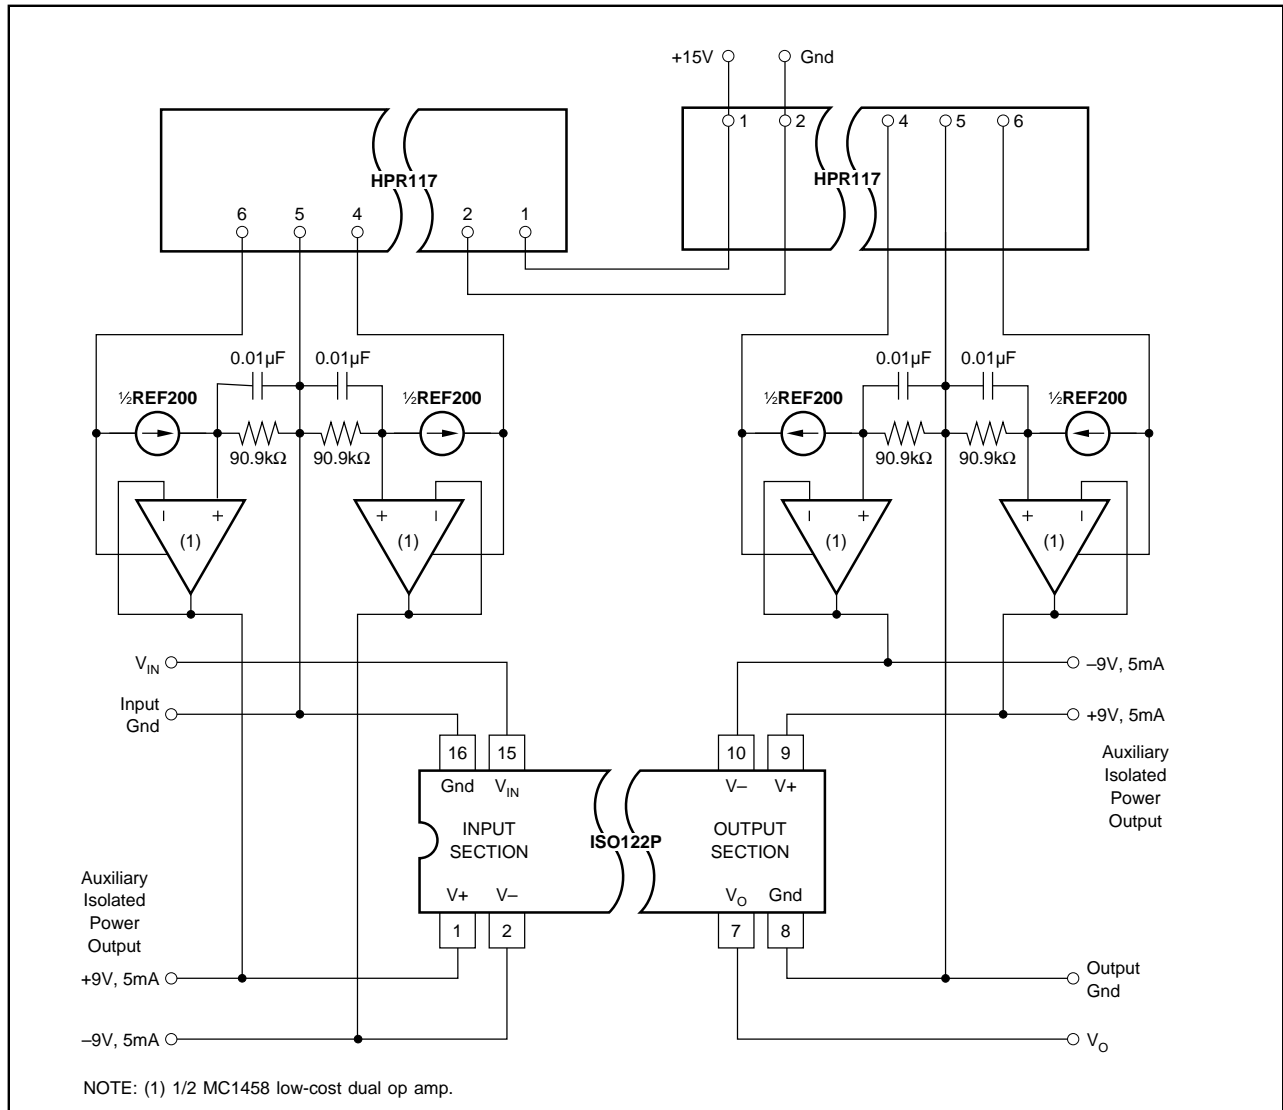 +15V Gnd
1 2 4 5 6
HPR117 HPR117
6 5 4 2 1
0.01µF 0.01µF 0.01µF 0.01µF
½REF200 ½REF200 ½REF200 ½REF200
90.9kΩ 90.9kΩ 90.9kΩ 90.9kΩ
– + + – – + + –
(1) (1) (1) (1)
VIN –9V, 5mA
Input
Gnd
+9V, 5mA
16 15 10 9
Gnd VIN V– V+
Auxiliary
Isolated
Power
Output
INPUT
SECTION
ISO122P
OUTPUT
SECTION
Auxiliary
Isolated
Power
Output
V+ V– VO Gnd
1 2 7 8
+9V, 5mA
Output
Gnd
–9V, 5mA VO
NOTE: (1) 1/2 MC1458 low-cost dual op amp.